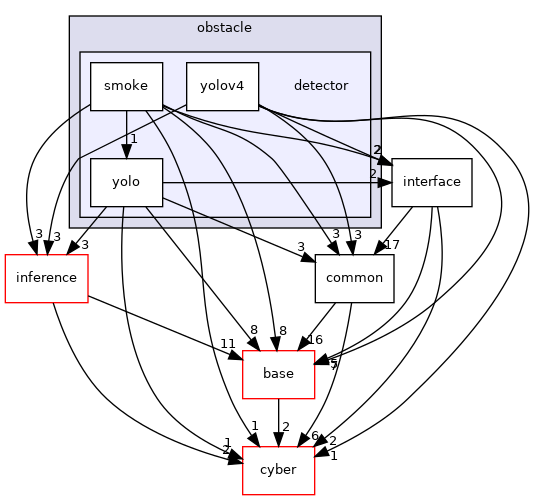 obstacle
smoke
yolov4
detector
1
2
yolo
2
interface
3
3
3
3
3
3
17
inference
common
8
8
16
11
base
5
7
1
2
1
2
6
2
1
cyber